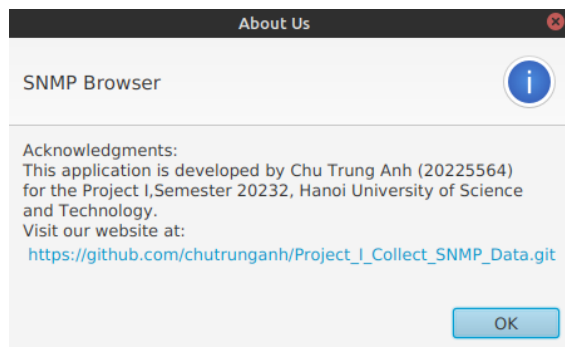 About Us
SNMP Browser
i
Acknowledgments:
This application is developed by Chu Trung Anh (20225564)
for the Project I,Semester 20232, Hanoi University of Science
and Technology.
Visit our website at:
https://github.com/chutrunganh/Project_I_Collect_SNMP_Data.git
OK